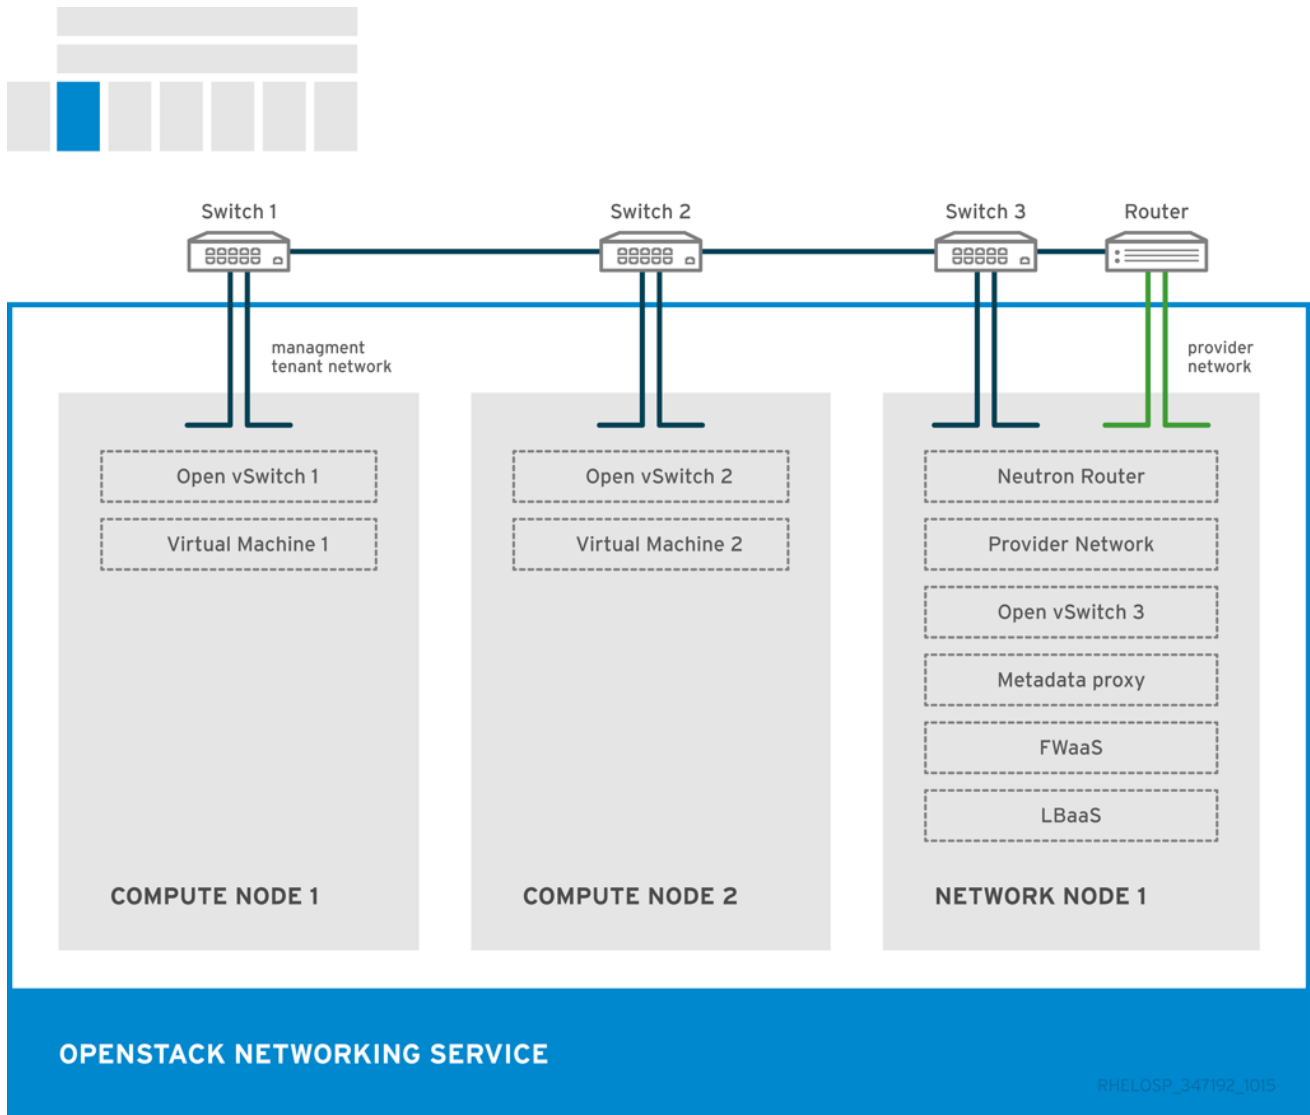 Switch 1
Switch 2
Switch 3
Router
managment
tenant network
provider
network
Open vSwitch 1
Virtual Machine 1
COMPUTE NODE 1
Open vSwitch 2
Virtual Machine 2
COMPUTE NODE 2
Neutron Router
Provider Network
Open vSwitch 3
Metadata proxy
FWaaS
LBaaS
NETWORK NODE 1
OPENSTACK NETWORKING SERVICE
RHELOSP_347192_1015